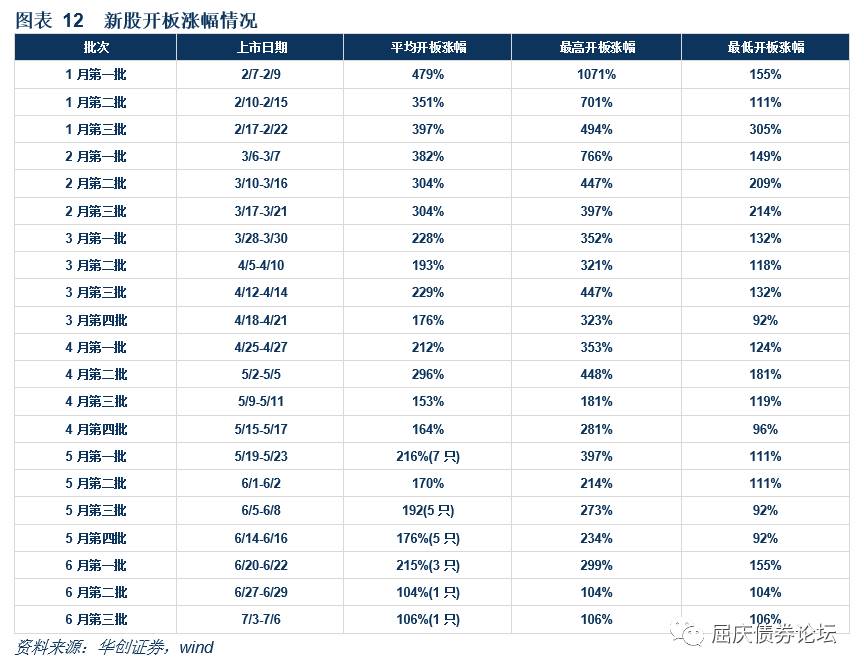 图表 12 新股开板涨幅情况
批次 上市日期 平均开板涨幅 最高开板涨幅 最低开板涨幅
1 月第一批 2/7-2/9 479% 1071% 155%
1 月第二批 2/10-2/15 351% 701% 111%
1 月第三批 2/17-2/22 397% 494% 305%
2 月第一批 3/6-3/7 382% 766% 149%
2 月第二批 3/10-3/16 304% 447% 209%
2 月第三批 3/17-3/21 304% 397% 214%
3 月第一批 3/28-3/30 228% 352% 132%
3 月第二批 4/5-4/10 193% 321% 118%
3 月第三批 4/12-4/14 229% 447% 132%
3 月第四批 4/18-4/21 176% 323% 92%
4 月第一批 4/25-4/27 212% 353% 124%
4 月第二批 5/2-5/5 296% 448% 181%
4 月第三批 5/9-5/11 153% 181% 119%
4 月第四批 5/15-5/17 164% 281% 96%
5 月第一批 5/19-5/23 216%(7 只) 397% 111%
5 月第二批 6/1-6/2 170% 214% 111%
5 月第三批 6/5-6/8 192(5 只) 273% 92%
5 月第四批 6/14-6/16 176%(5 只) 234% 92%
6 月第一批 6/20-6/22 215%(3 只) 299% 155%
6 月第二批 6/27-6/29 104%(1 只) 104% 104%
6 月第三批 7/3-7/6 106%(1 只) 106% 106%
屈庆债券论坛
资料来源：华创证券，wind